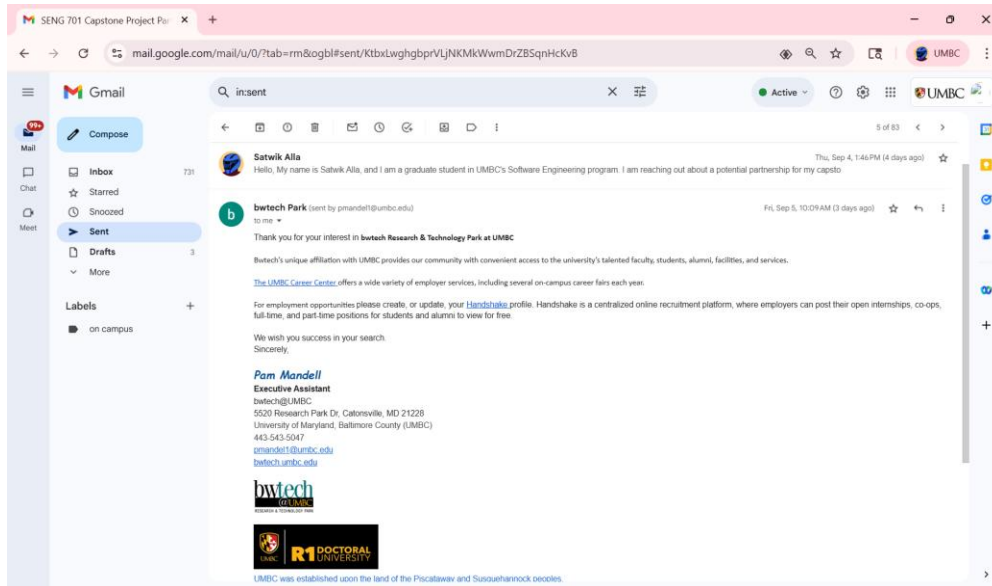 SENG 701 Capstone Project Par
mail.google.com/mail/u/0/?tab=rm&ogbl#sent/KtbxLwghgbprVLjNKMkWwmDrZBSqnHcKvB
UMBC
Gmail
in:sent
Active
UMBC
99+
Mail
Chat
Meet
Compose
Inbox 731
Starred
Snoozed
Sent
Drafts 3
More
Labels
on campus
5 of 83
Satwik Alla
Thu, Sep 4, 1:46 PM (4 days ago)
Hello, My name is Satwik Alla, and I am a graduate student in UMBC's Software Engineering program. I am reaching out about a potential partnership for my capsto
b
bwtech Park (sent by pmandell@umbc.edu)
Fri, Sep 5, 10:09 AM (3 days ago)
to me
Thank you for your interest in bwtech Research & Technology Park at UMBC
Bwtech's unique affiliation with UMBC provides our community with convenient access to the university's talented faculty, students, alumni, facilities, and services.
The UMBC Career Center offers a wide variety of employer services, including several on-campus career fairs each year.
For employment opportunities please create, or update, your Handshake profile. Handshake is a centralized online recruitment platform, where employers can post their open internships, co-ops,
full-time, and part-time positions for students and alumni to view for free.
We wish you success in your search.
Sincerely,
Pam Mandell
Executive Assistant
bwtech@UMBC
5520 Research Park Dr, Catonsville, MD 21228
University of Maryland, Baltimore County (UMBC)
443-543-5047
pmandel1@umbc.edu
bwtech.umbc.edu
bwtech
@UMBC
RESEARCH & TECHNOLOGY PARK
UMBC
R1 DOCTORAL
UNIVERSITY
UMBC was established upon the land of the Piscataway and Susquehannock peoples.